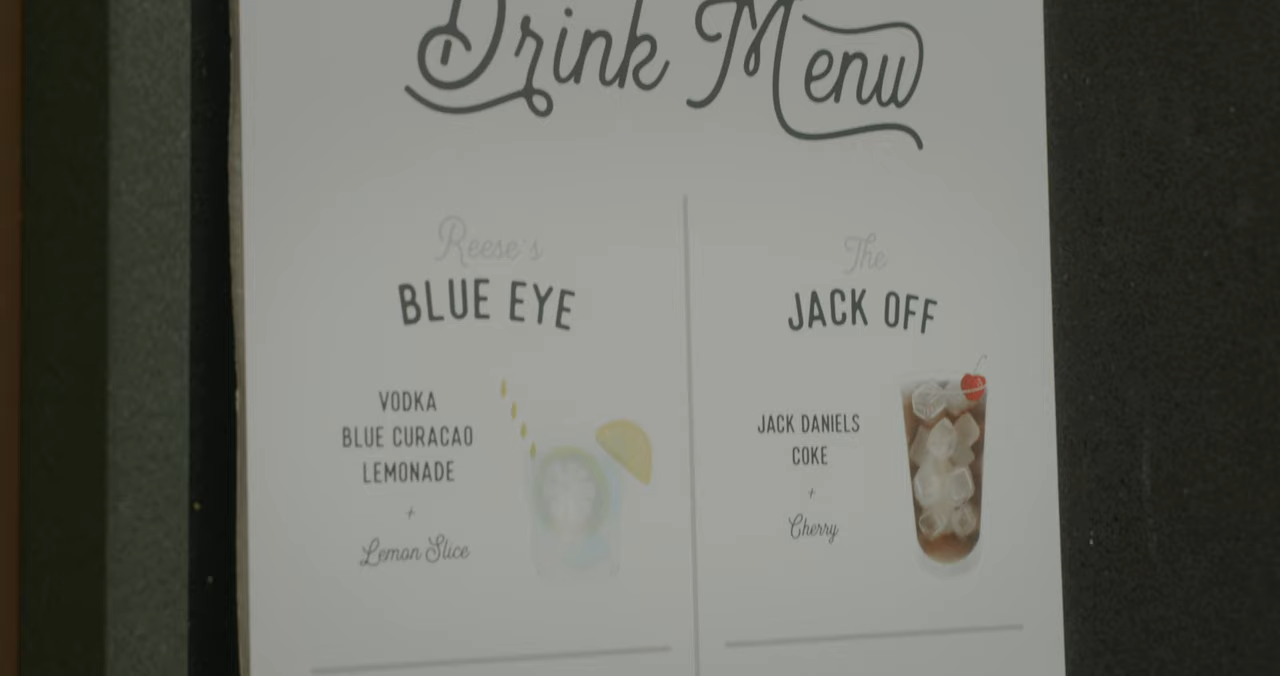 Drink Menu
Reese's
BLUE EYE
VODKA
BLUE CURACAO
LEMONADE
+
Lemon Slice
The
JACK OFF
JACK DANIELS
COKE
+
Cherry